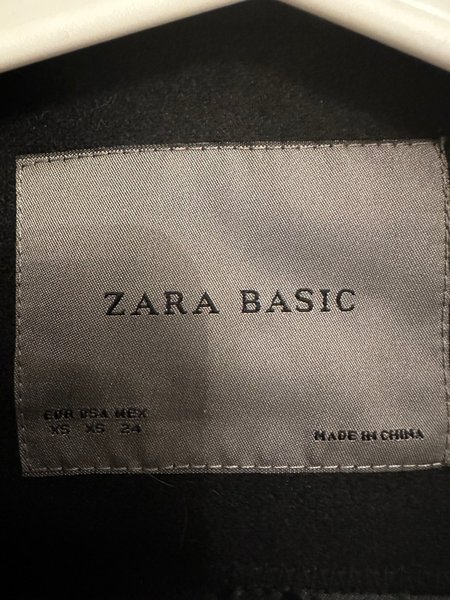 ZARA BASIC
EUR USA MEX
XS XS 24
MADE IN CHINA